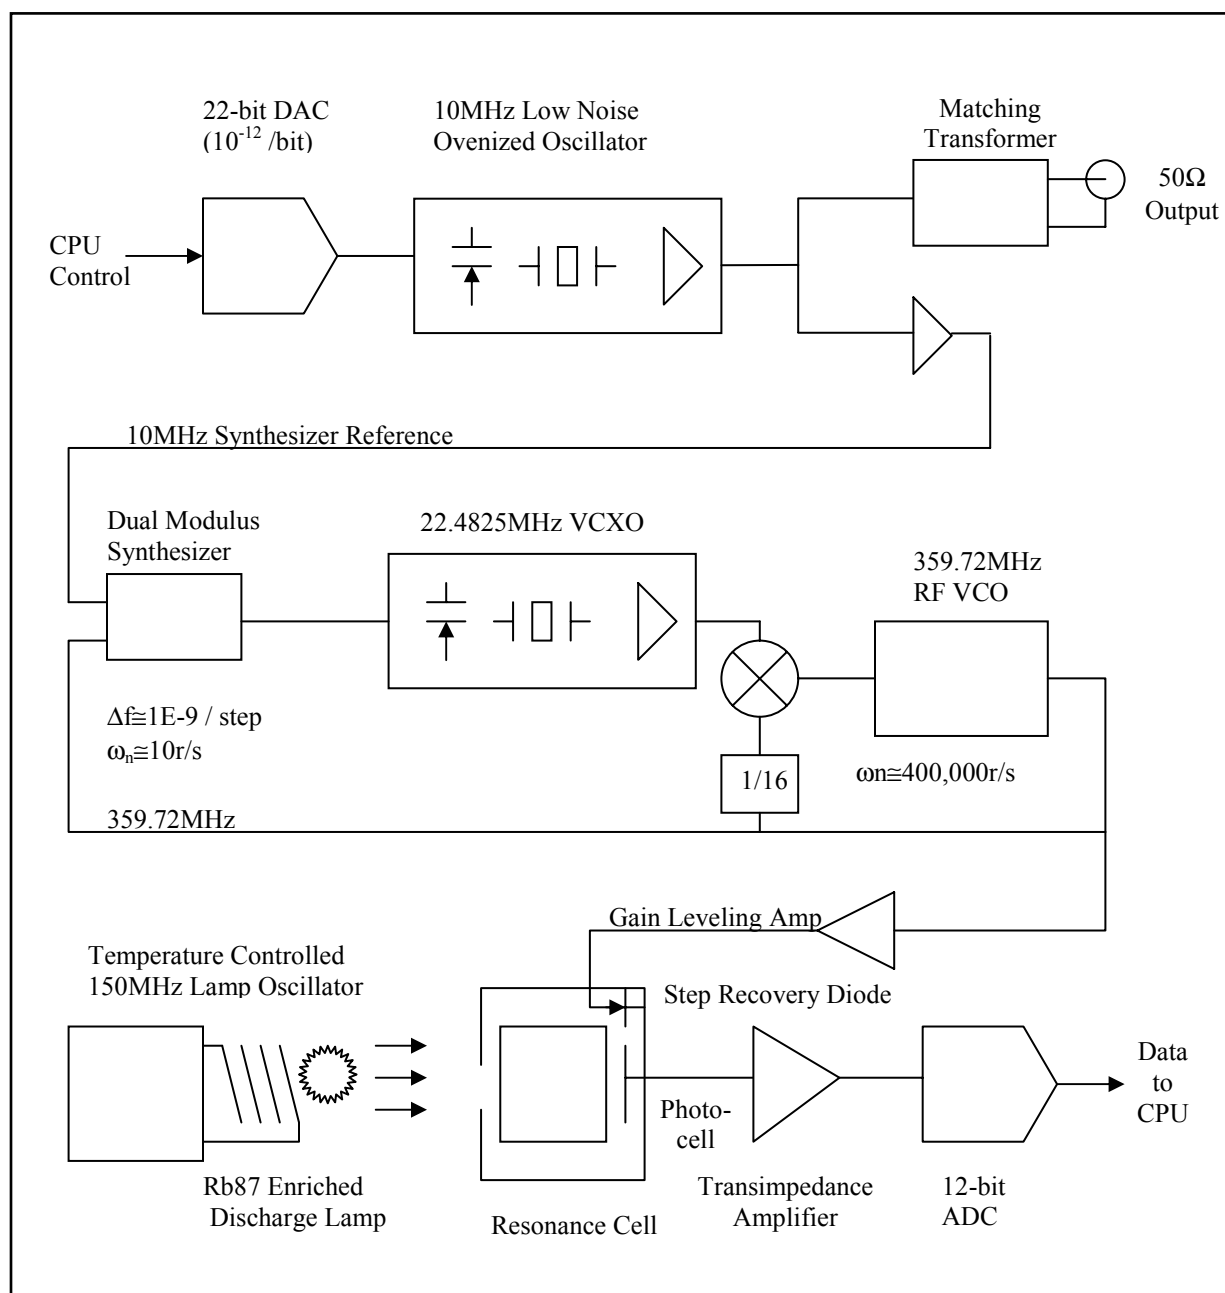 22-bit DAC
(10⁻¹² /bit)
10MHz Low Noise
Ovenized Oscillator
Matching
Transformer
50Ω
Output
CPU
Control
10MHz Synthesizer Reference
Dual Modulus
Synthesizer
22.4825MHz VCXO
359.72MHz
RF VCO
Δf≅1E-9 / step
ωₙ≅10r/s
1/16
ωn≅400,000r/s
359.72MHz
Gain Leveling Amp
Temperature Controlled
150MHz Lamp Oscillator
Step Recovery Diode
Data
to
CPU
Photo-
cell
Rb87 Enriched
Discharge Lamp
Resonance Cell
Transimpedance
Amplifier
12-bit
ADC